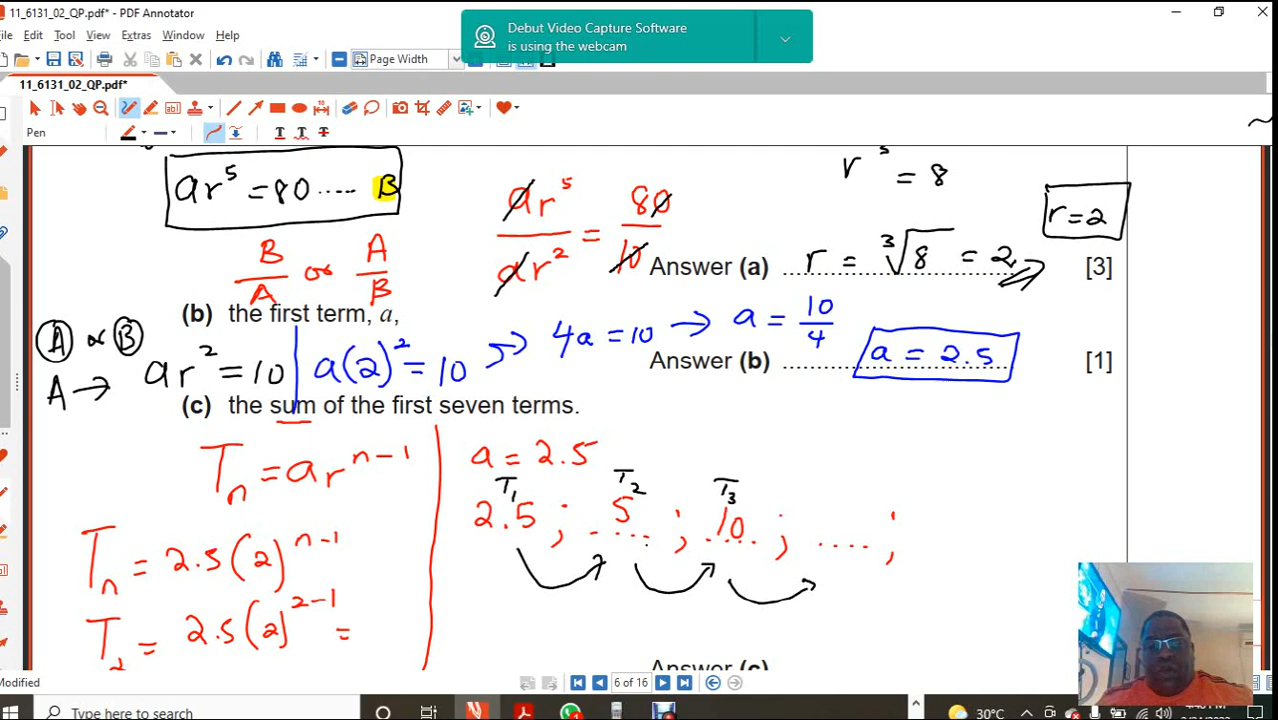 11_6131_02_QP.pdf* - PDF Annotator
File Edit Tool View Extras Window Help
Debut Video Capture Software
is using the webcam
Page Width
11_6131_02_QP.pdf*
Pen
ar⁵ = 80 ..... B
B/A or A/B
ar⁵/ar² = 80/10
r³ = 8
r = 2
Answer (a) r = ³√8 = 2 [3]
(b) the first term, a,
A or B
A → ar² = 10
a(2)² = 10
4a = 10 → a = 10/4
Answer (b) a = 2.5 [1]
(c) the sum of the first seven terms.
Tn = ar^(n-1)
Tn = 2.5(2)^(n-1)
T2 = 2.5(2)^(2-1) =
a = 2.5
T1 T2 T3
2.5 ; 5 ; 10 ; .... ;
Answer (c)
Modified
6 of 16
Type here to search
30°C